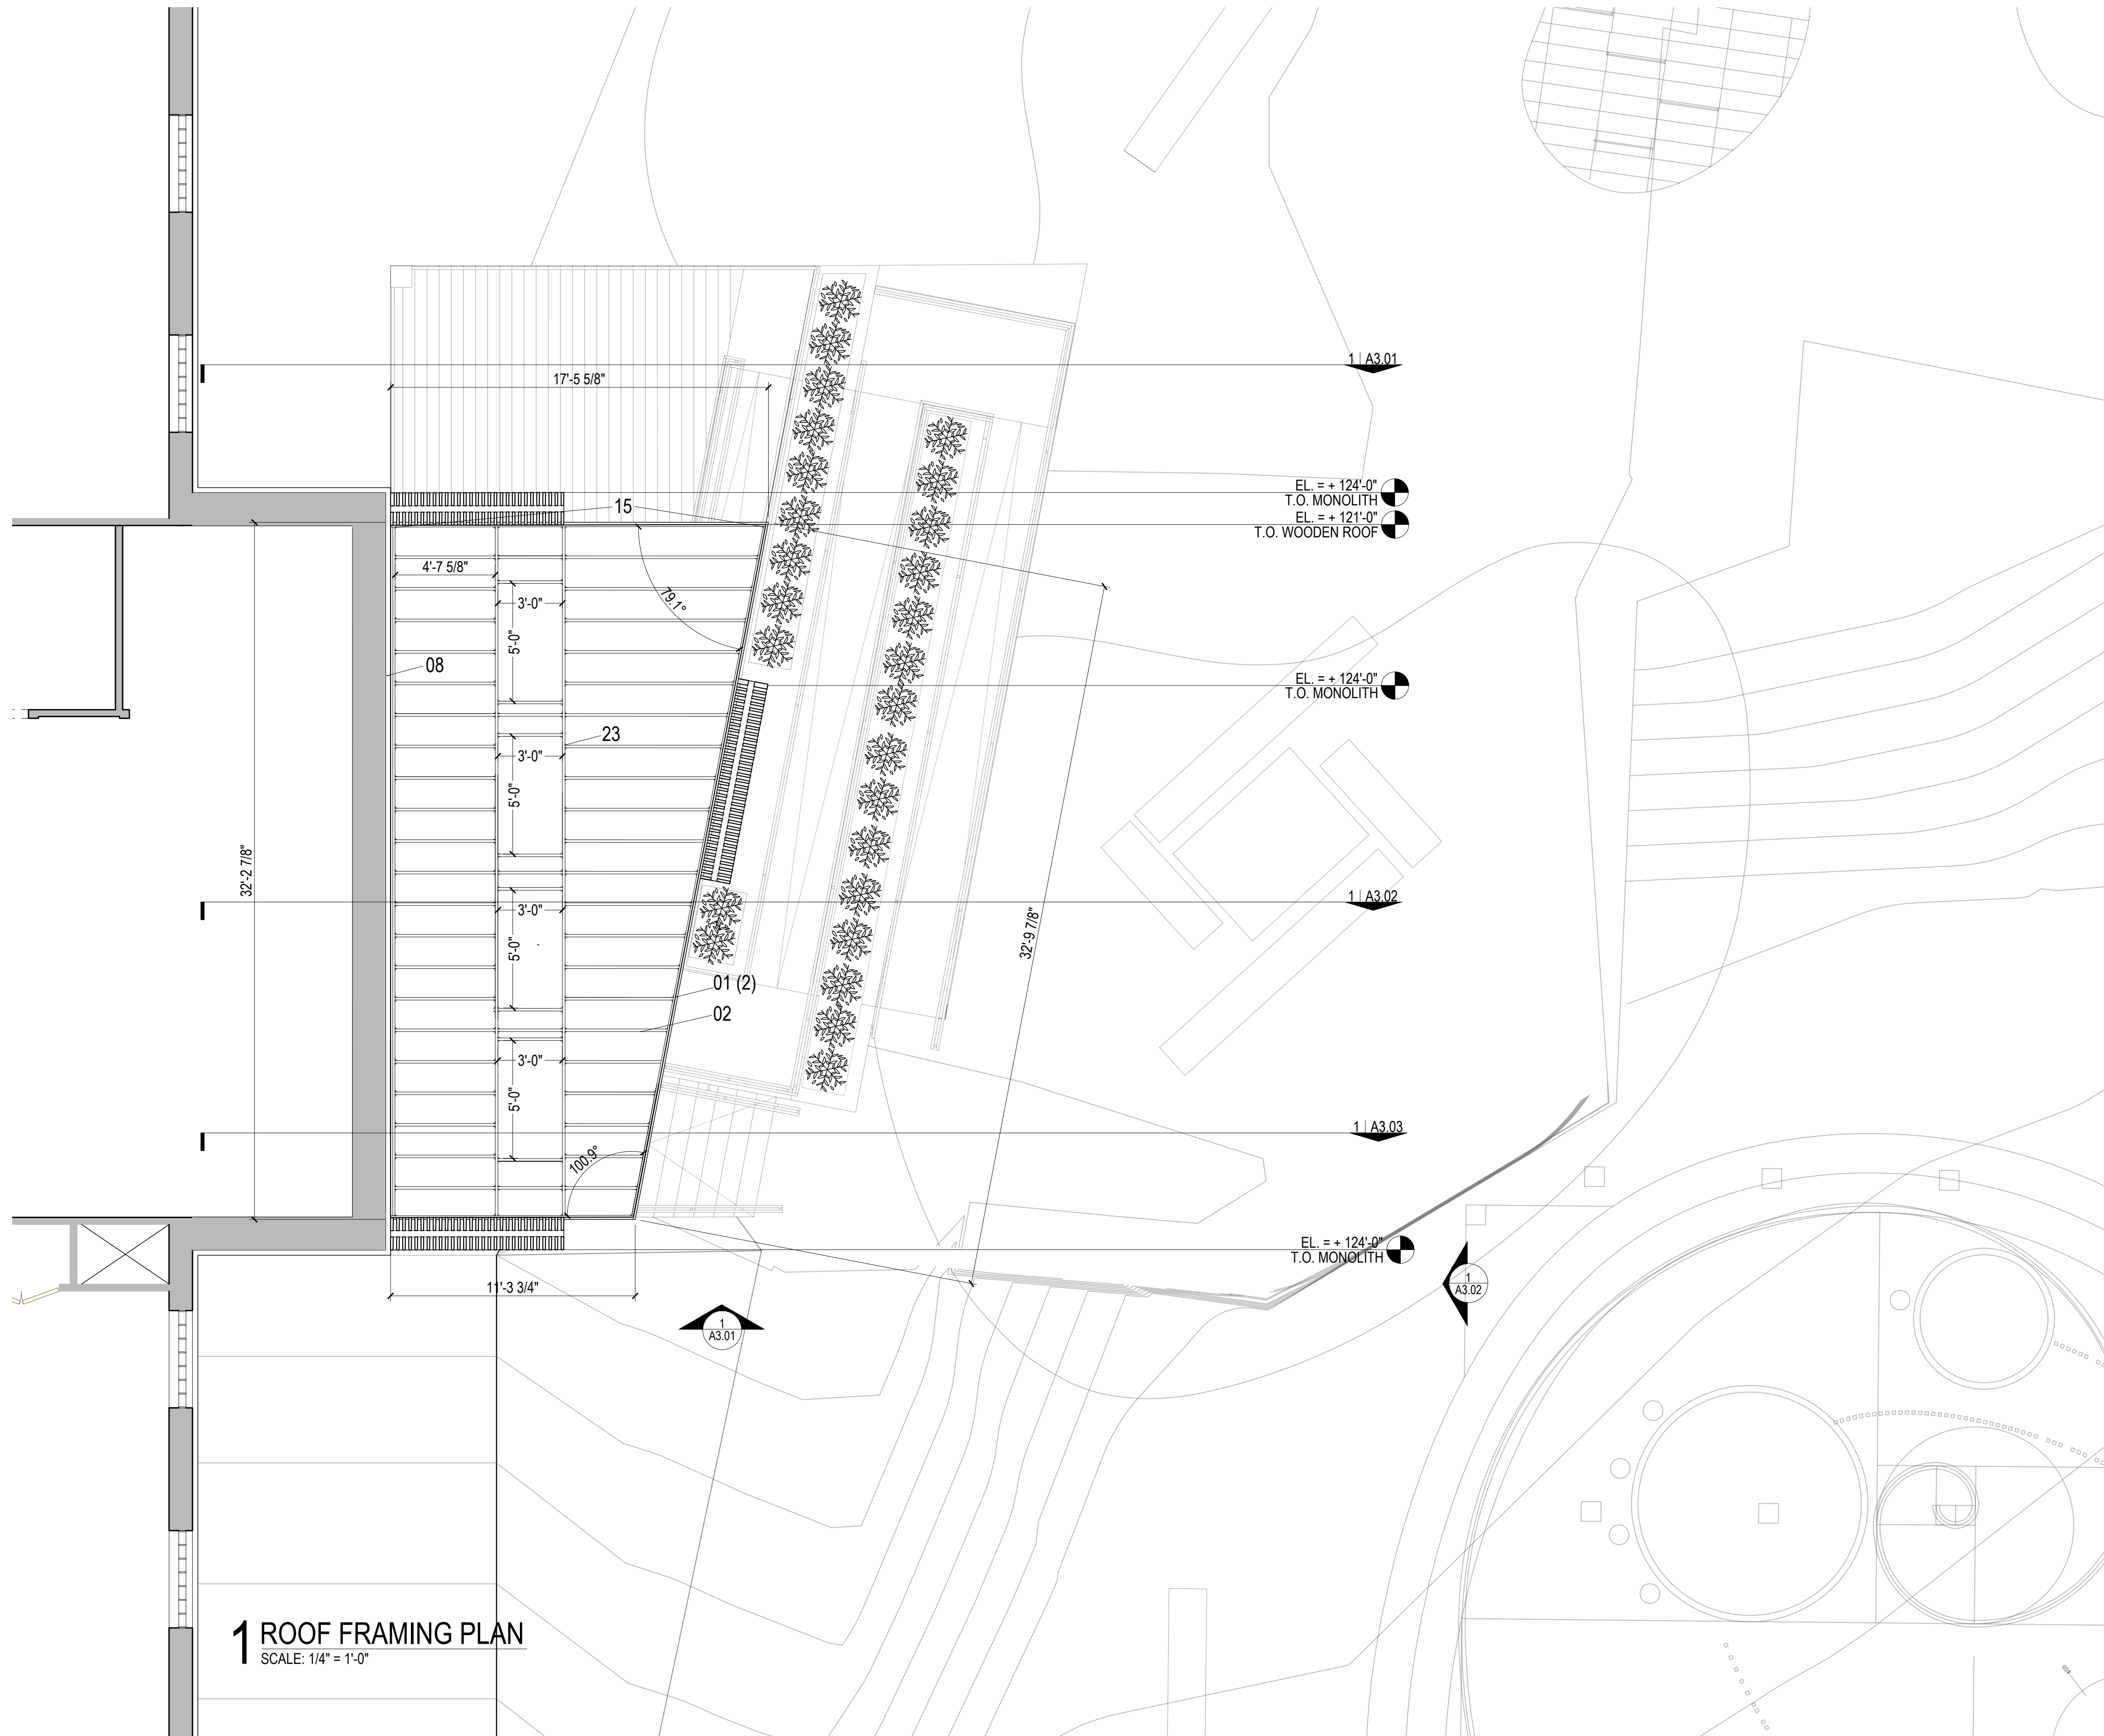 1 | A3.01
17'-5 5/8"
EL. = + 124'-0"
T.O. MONOLITH
15
EL. = + 121'-0"
T.O. WOODEN ROOF
4'-7 5/8"
3'-0"
79.1°
5'-0"
08
EL. = + 124'-0"
T.O. MONOLITH
23
3'-0"
5'-0"
32'-2 7/8"
1 | A3.02
3'-0"
32'-9 7/8"
5'-0"
01 (2)
02
3'-0"
5'-0"
1 | A3.03
100.9°
EL. = + 124'-0"
T.O. MONOLITH
11'-3 3/4"
1
A3.02
1
A3.01
1 ROOF FRAMING PLAN
SCALE: 1/4" = 1'-0"